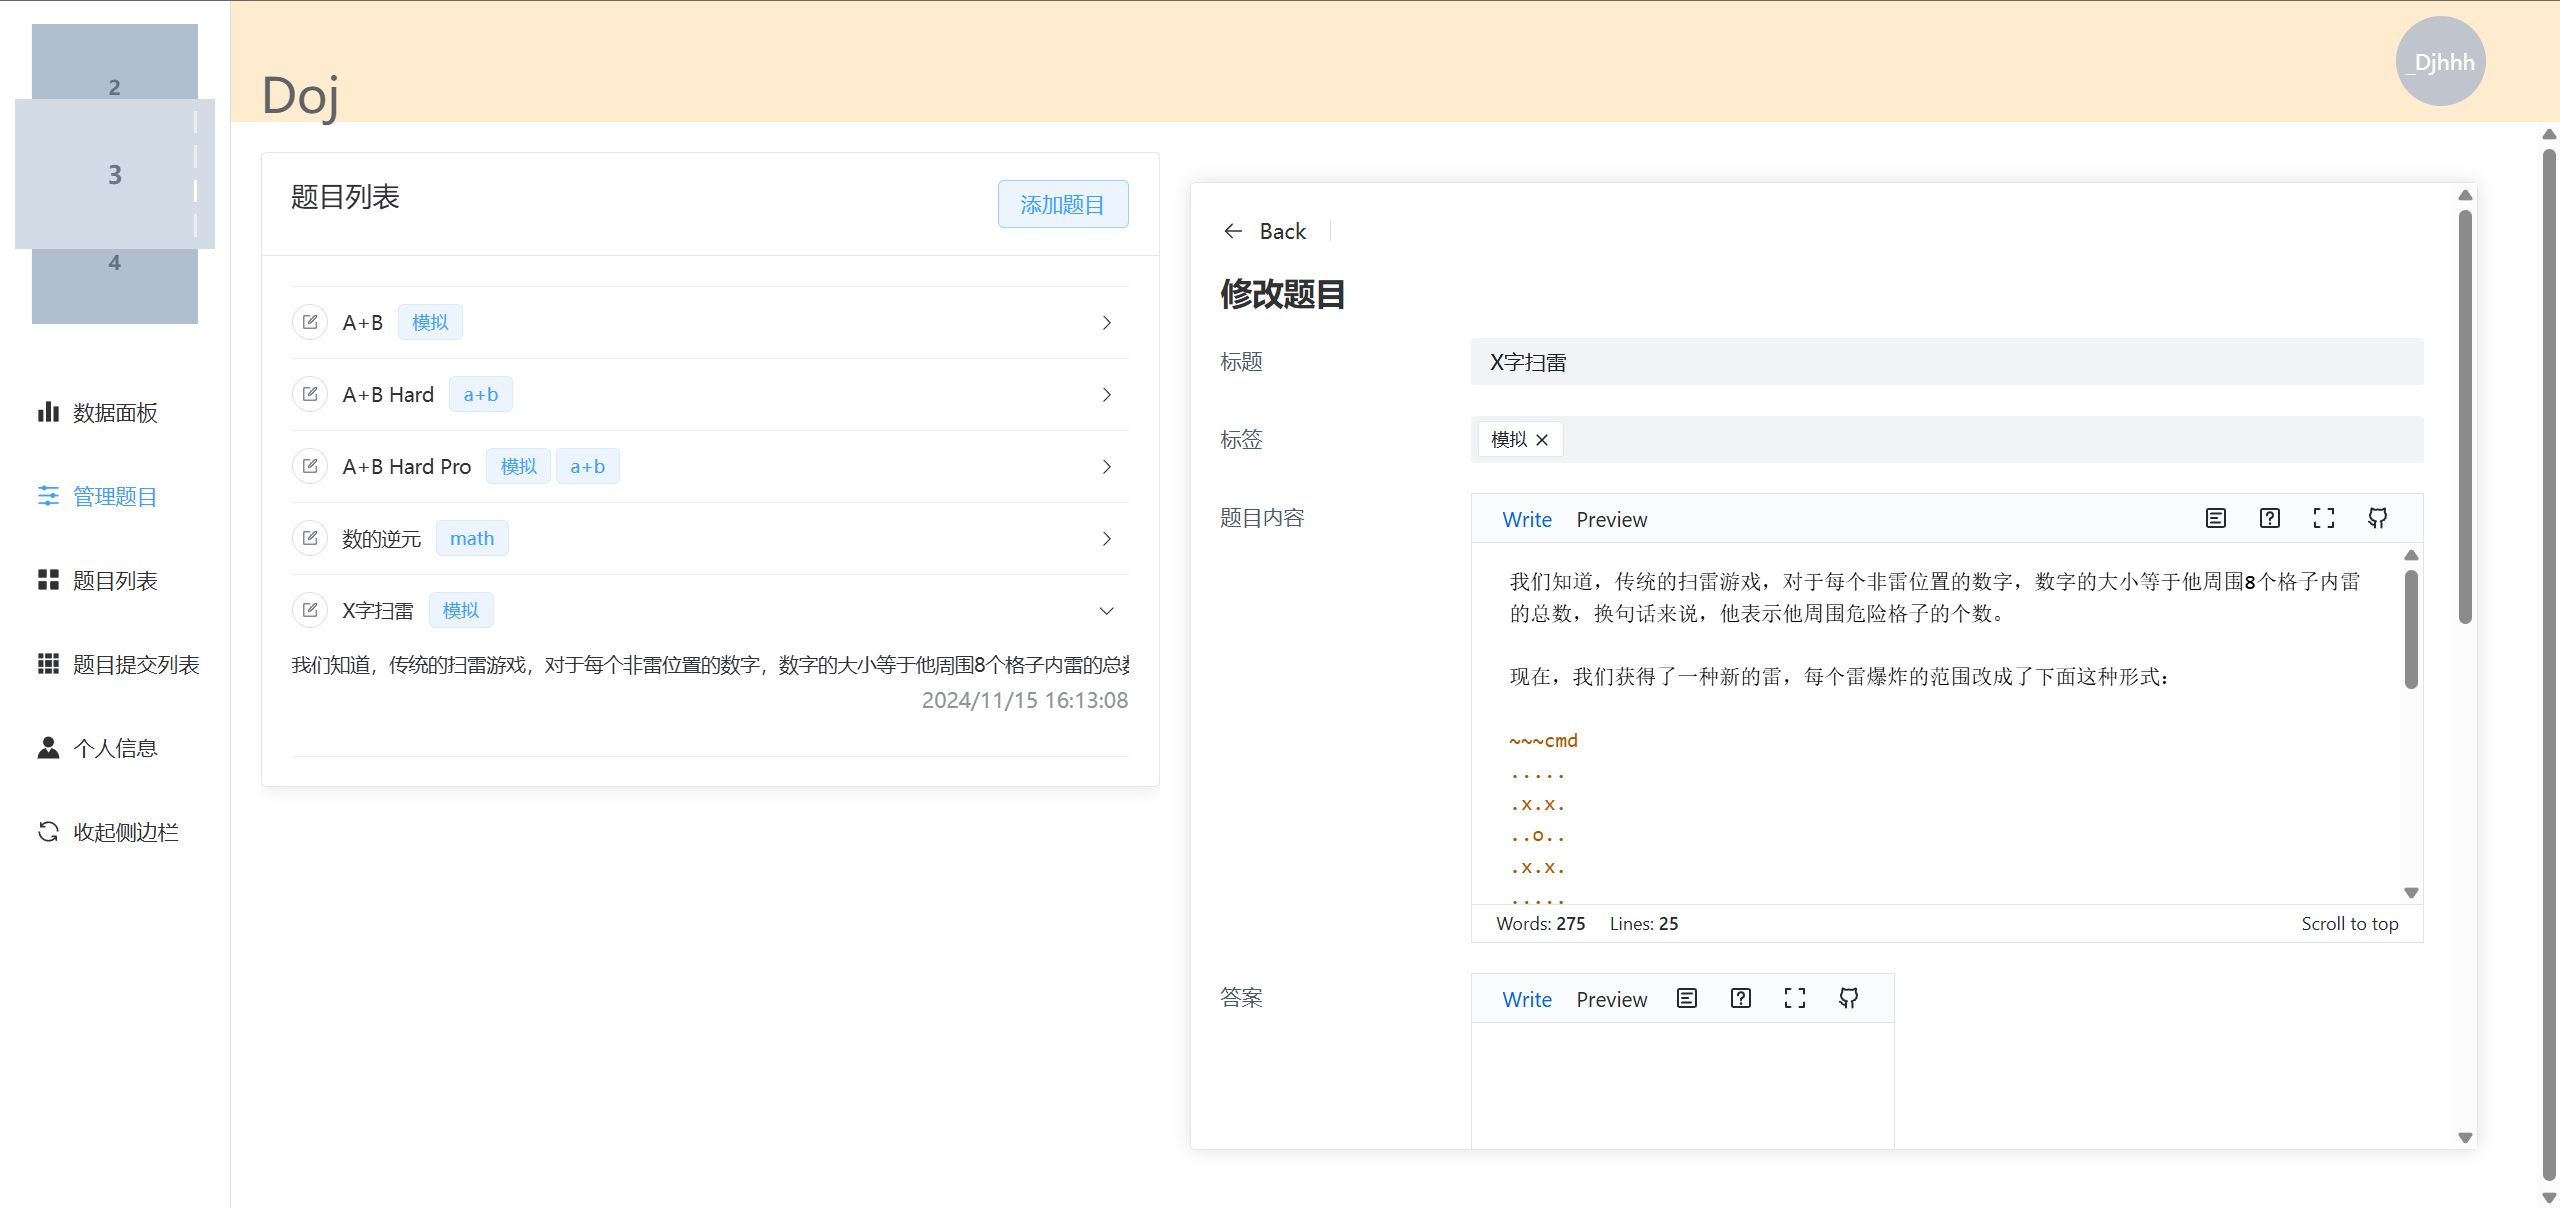 2
3
4
数据面板
管理题目
题目列表
题目提交列表
个人信息
收起侧边栏
Doj
_Djhhh
题目列表
添加题目
A+B 模拟
A+B Hard a+b
A+B Hard Pro 模拟 a+b
数的逆元 math
X字扫雷 模拟
我们知道，传统的扫雷游戏，对于每个非雷位置的数字，数字的大小等于他周围8个格子内雷的总
2024/11/15 16:13:08
Back
修改题目
标题 X字扫雷
标签 模拟
题目内容
Write Preview
我们知道，传统的扫雷游戏，对于每个非雷位置的数字，数字的大小等于他周围8个格子内雷
的总数，换句话来说，他表示他周围危险格子的个数。
现在，我们获得了一种新的雷，每个雷爆炸的范围改成了下面这种形式：
~~~cmd
.....
.x.x.
..o..
.x.x.
.....
Words: 275 Lines: 25 Scroll to top
答案
Write Preview